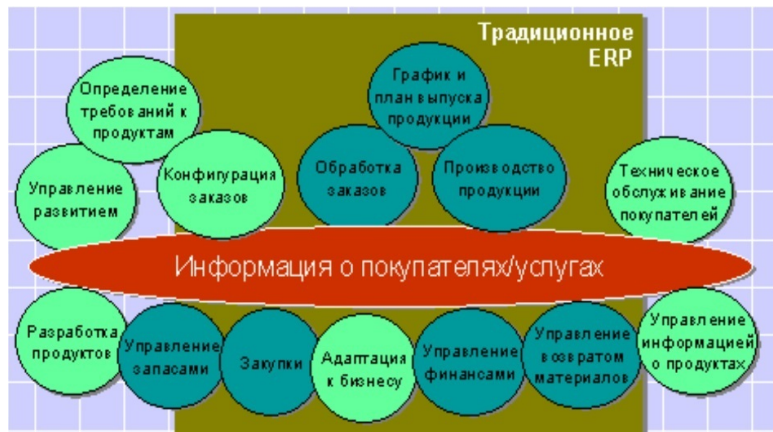 Традиционное
ERP
Определение
требований к
продуктам
График и
план выпуска
продукции
Управление
развитием
Конфигурация
заказов
Обработка
заказов
Производство
продукции
Техническое
обслуживание
покупателей
Информация о покупателях/услугах
Разработка
продуктов
Управление
запасами
Закупки
Адаптация
к бизнесу
Управление
финансами
Управление
возвратом
материалов
Управление
информацией
о продуктах